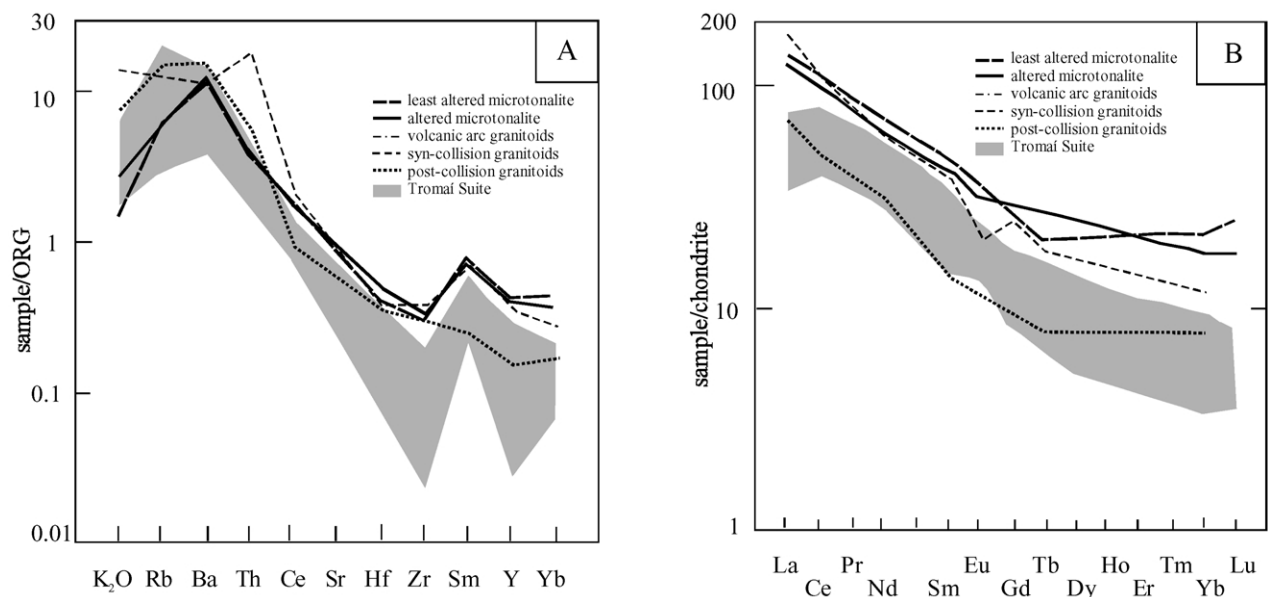 30
10
1
0.1
0.01
sample/ORG
A
least altered microtonalite
altered microtonalite
volcanic arc granitoids
syn-collision granitoids
post-collision granitoids
Tromaí Suite
K₂O Rb Ba Th Ce Sr Hf Zr Sm Y Yb
200
100
10
1
sample/chondrite
B
least altered microtonalite
altered microtonalite
volcanic arc granitoids
syn-collision granitoids
post-collision granitoids
Tromaí Suite
La Pr Eu Tb Ho Tm Lu
Ce Nd Sm Gd Dy Er Yb